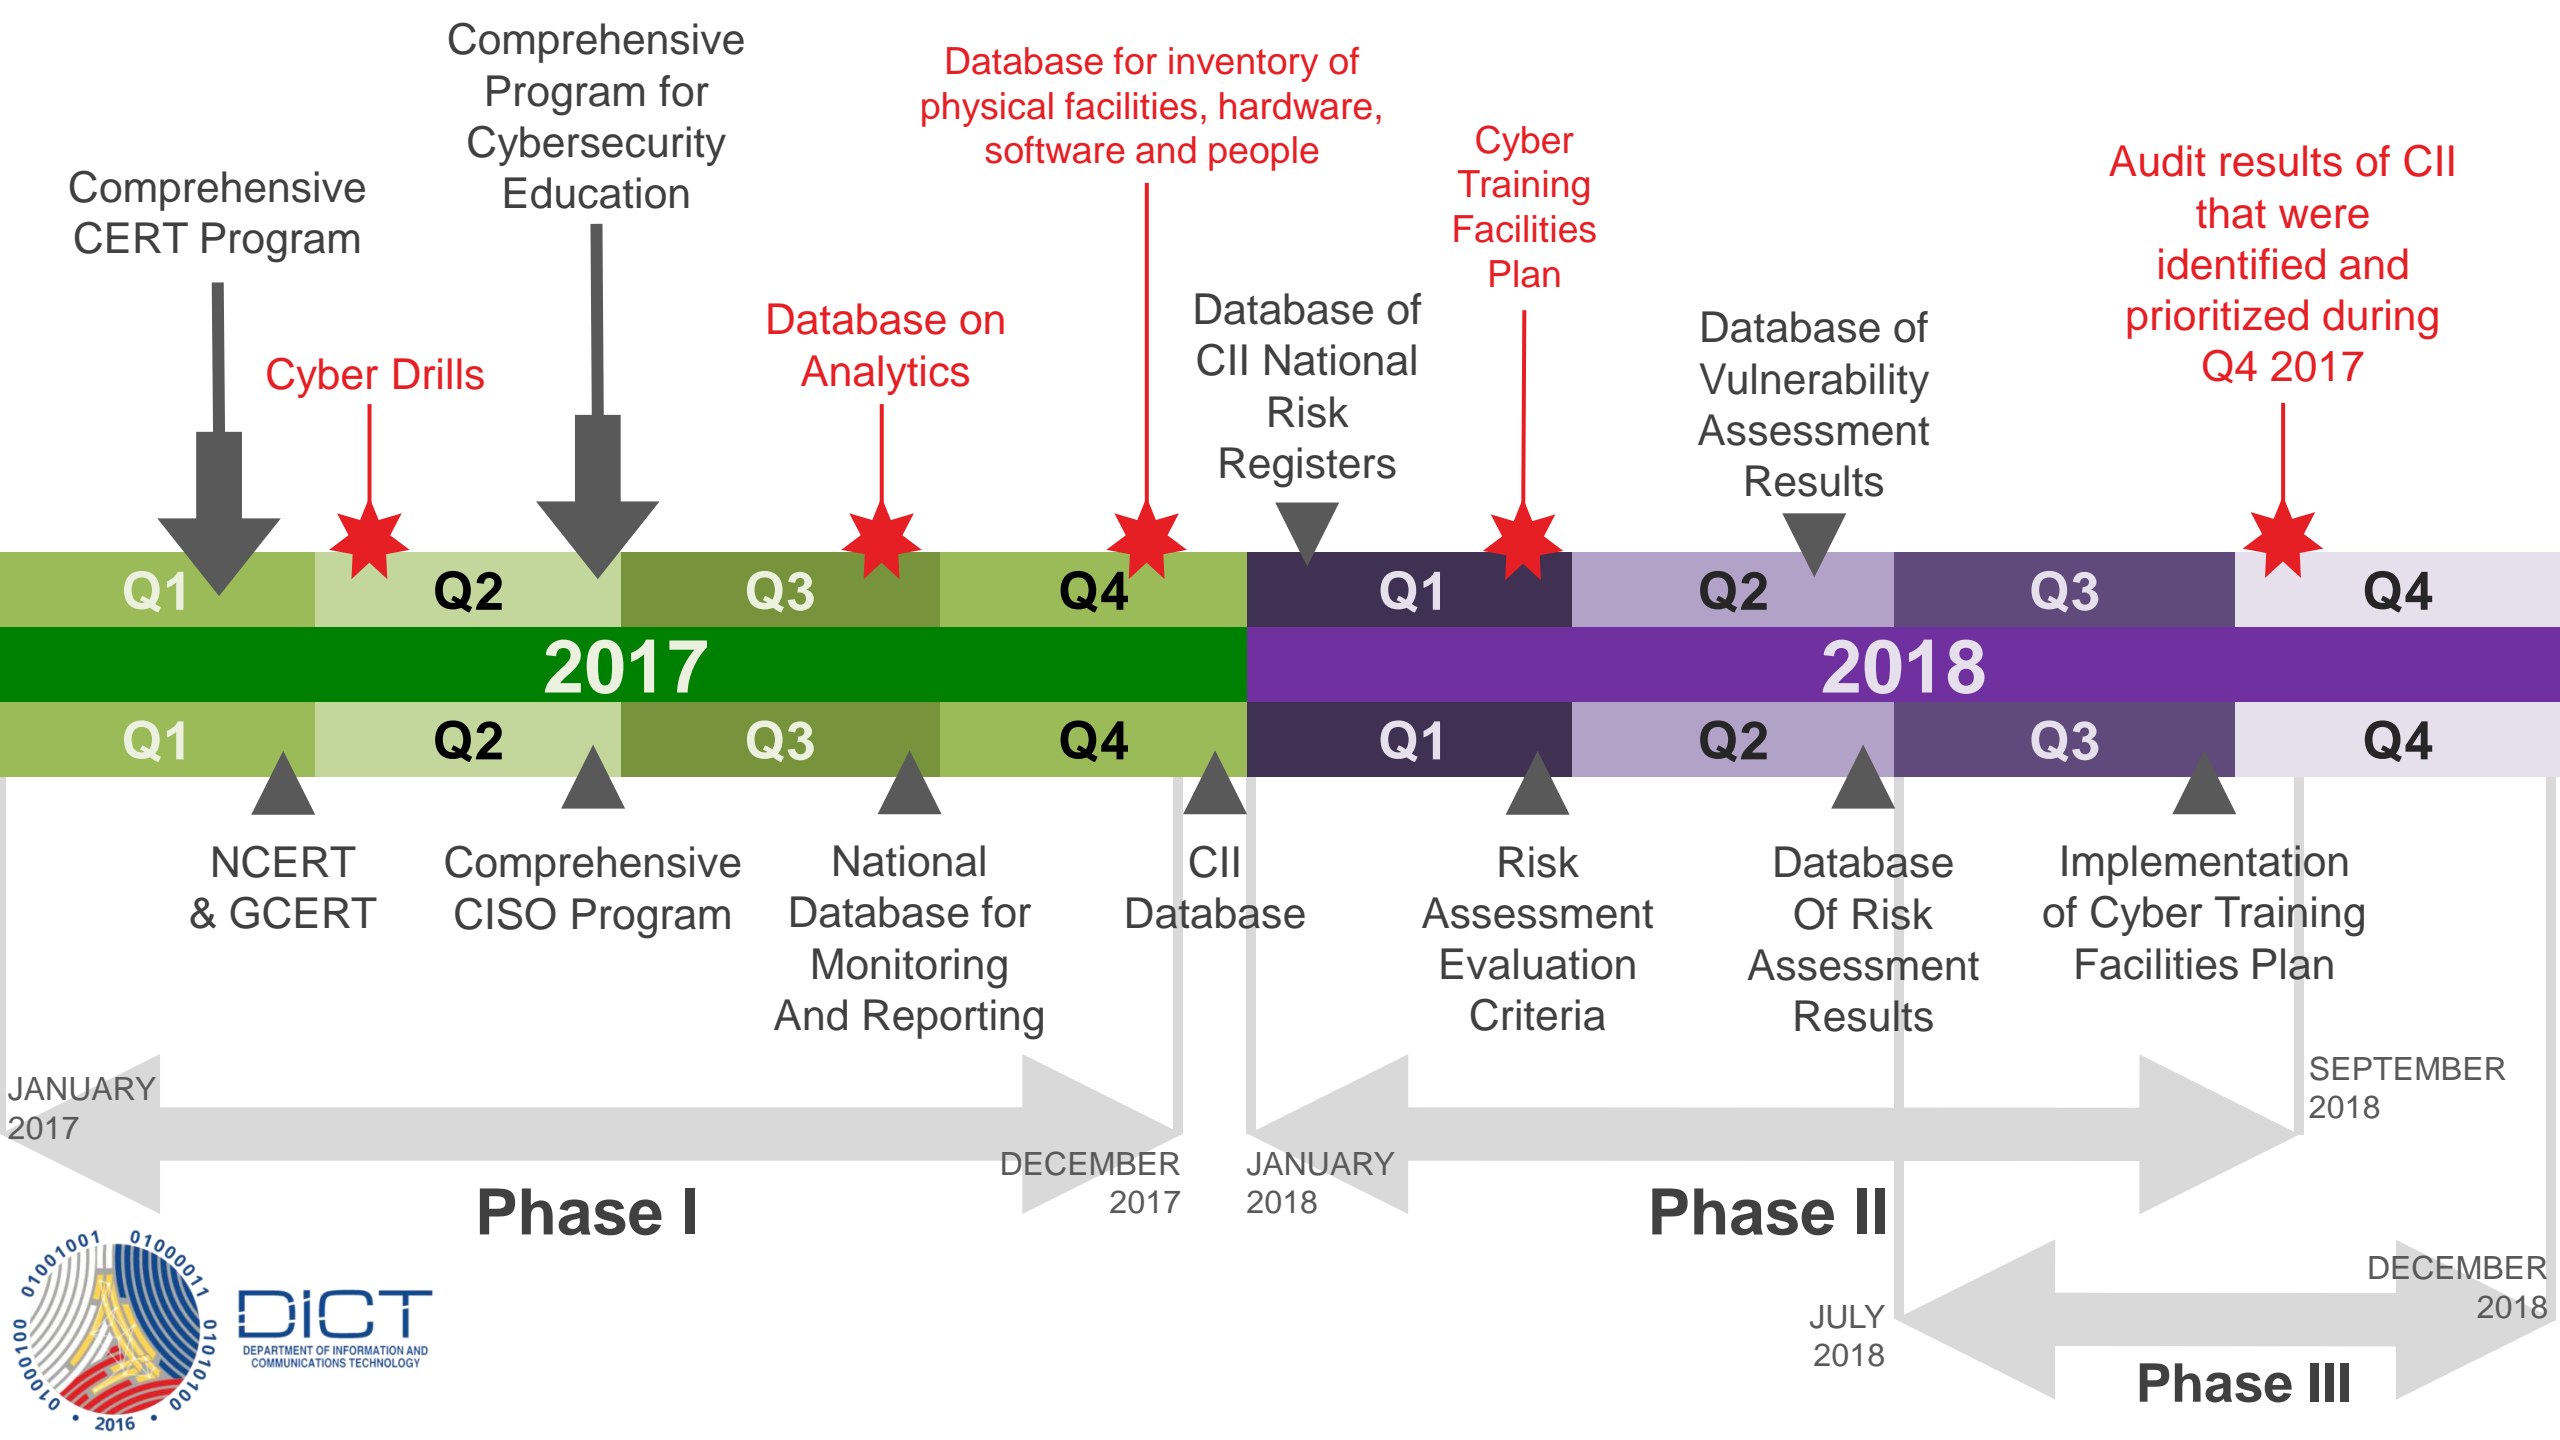 Comprehensive
CERT Program
Cyber Drills
Comprehensive
Program for
Cybersecurity
Education
Database on
Analytics
Database for inventory of
physical facilities, hardware,
software and people
Database of
CII National
Risk
Registers
Cyber
Training
Facilities
Plan
Database of
Vulnerability
Assessment
Results
Audit results of CII
that were
identified and
prioritized during
Q4 2017
Q1 Q2 Q3 Q4 Q1 Q2 Q3 Q4
2017 2018
Q1 Q2 Q3 Q4 Q1 Q2 Q3 Q4
NCERT
& GCERT
Comprehensive
CISO Program
National
Database for
Monitoring
And Reporting
CII
Database
Risk
Assessment
Evaluation
Criteria
Database
Of Risk
Assessment
Results
Implementation
of Cyber Training
Facilities Plan
JANUARY
2017
DECEMBER
2017
Phase I
JANUARY
2018
SEPTEMBER
2018
Phase II
JULY
2018
DECEMBER
2018
Phase III
01001001 01000011 01010100 01000100
2016
DICT
DEPARTMENT OF INFORMATION AND
COMMUNICATIONS TECHNOLOGY